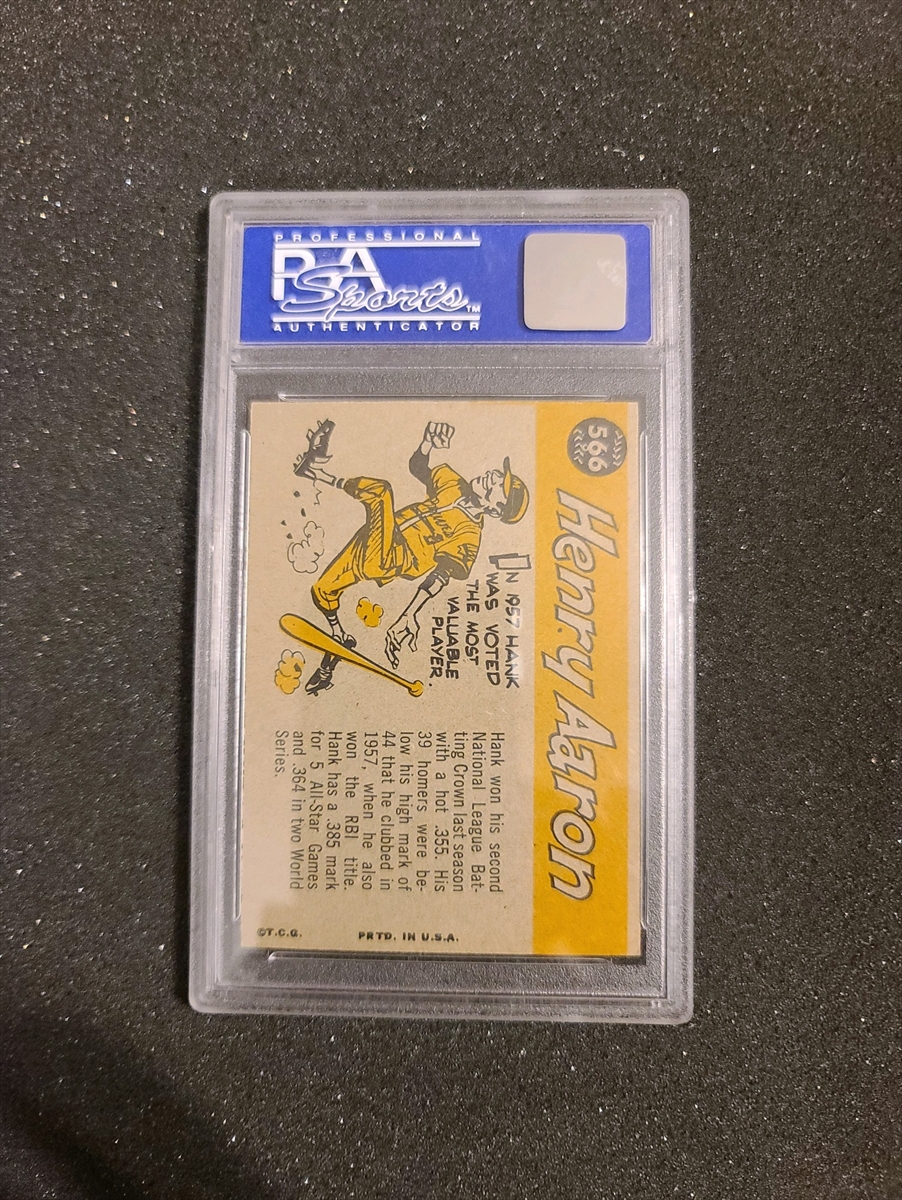 PROFESSIONAL
PSA
Sports™
AUTHENTICATOR
566
Henry Aaron
IN 1957 HANK
WAS VOTED
THE MOST
VALUABLE
PLAYER.
Hank won his second
National League Bat-
ting Crown last season
with a hot .355. His
39 homers were be-
low his high mark of
44 that he clubbed in
1957, when he also
won the RBI title.
Hank has a .385 mark
for 5 All-Star Games
and .364 in two World
Series.
©T.C.G.
PRTD. IN U.S.A.